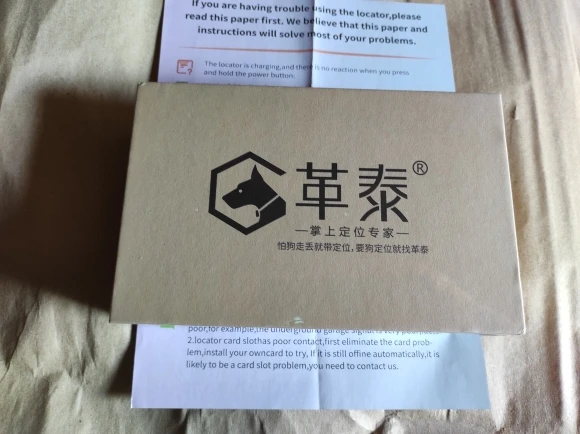 If you are having trouble using the locator,please
read this paper first. We believe that this paper and
instructions will solve most of your problems.
The locator is charging,and there is no reaction when you press
and hold the power button.
革泰®
—掌上定位专家—
怕狗走丢就带定位，要狗定位就找革泰
poor,for example,the underground garage signal is very poor
2.locator card slothas poor contact,first eliminate the card prob-
lem,install your owncard to try, If it is still offine automatically,it is
likely to be a card slot problem,you need to contact us.